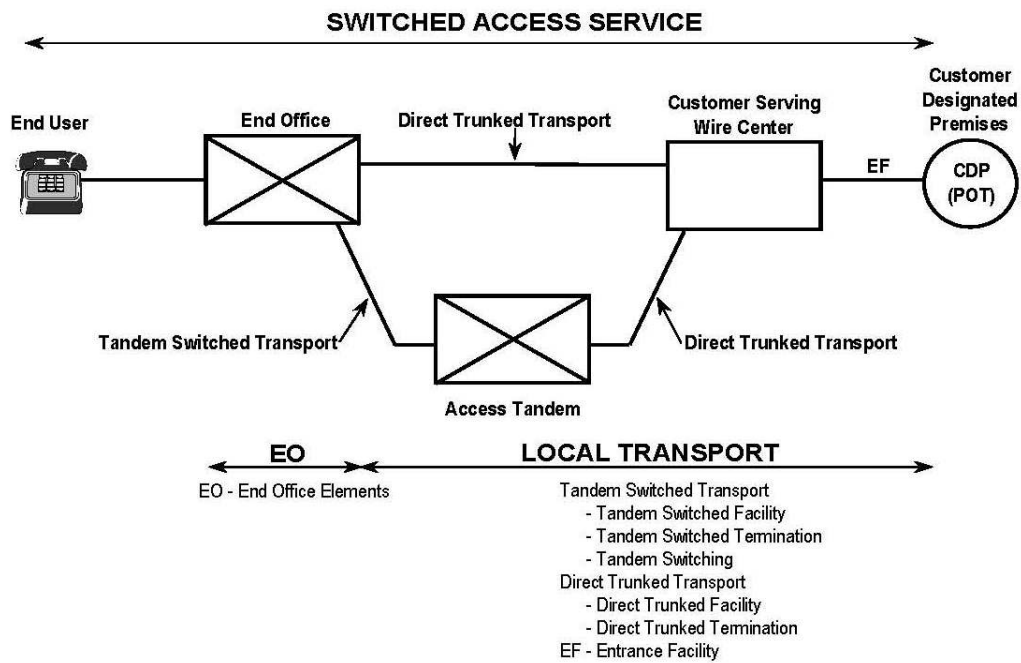 SWITCHED ACCESS SERVICE
End User
End Office
Direct Trunked Transport
Customer Serving
Wire Center
Customer
Designated
Premises
EF
CDP
(POT)
Tandem Switched Transport
Direct Trunked Transport
Access Tandem
EO
LOCAL TRANSPORT
EO - End Office Elements
Tandem Switched Transport
- Tandem Switched Facility
- Tandem Switched Termination
- Tandem Switching
Direct Trunked Transport
- Direct Trunked Facility
- Direct Trunked Termination
EF - Entrance Facility